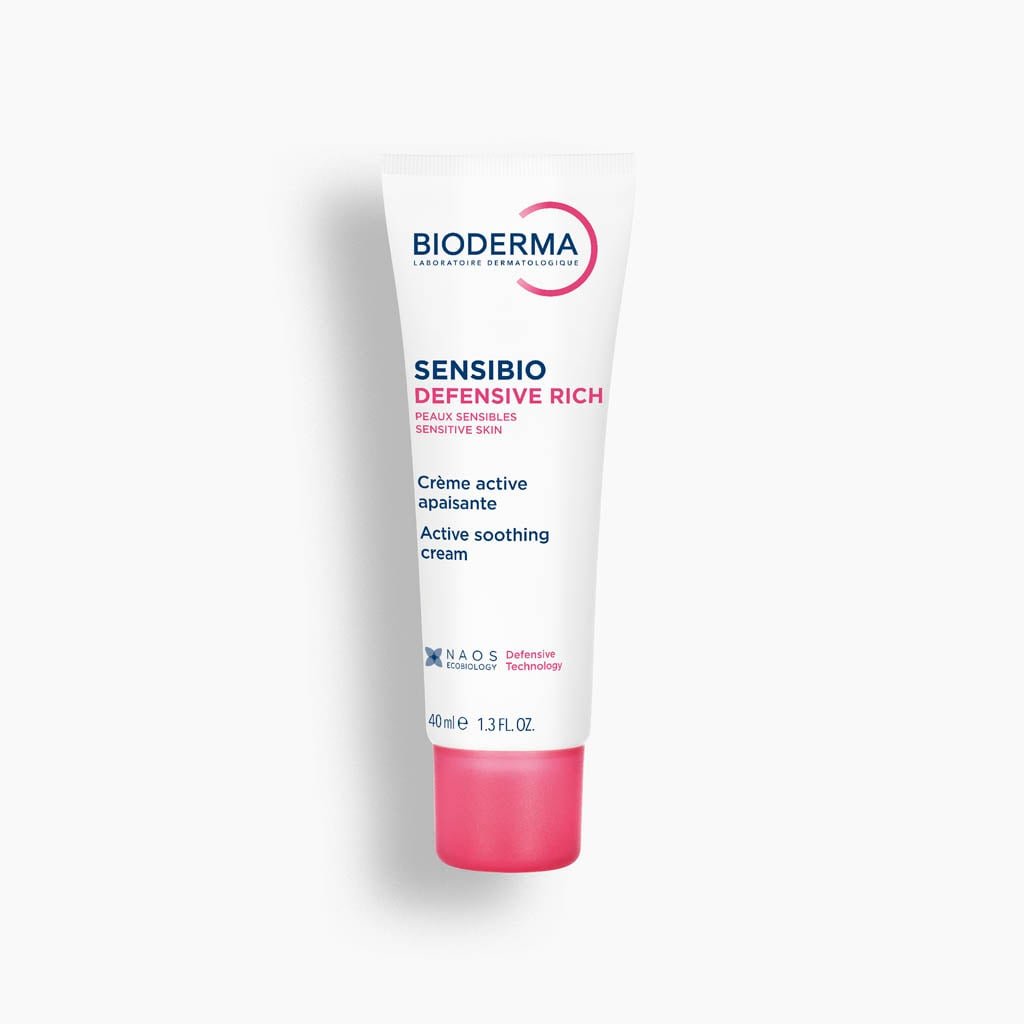 BIODERMA
LABORATOIRE DERMATOLOGIQUE
SENSIBIO
DEFENSIVE RICH
PEAUX SENSIBLES
SENSITIVE SKIN
Crème active
apaisante
Active soothing
cream
NAOS
ECOBIOLOGY
Defensive
Technology
40 ml ℮ 1.3 FL. OZ.